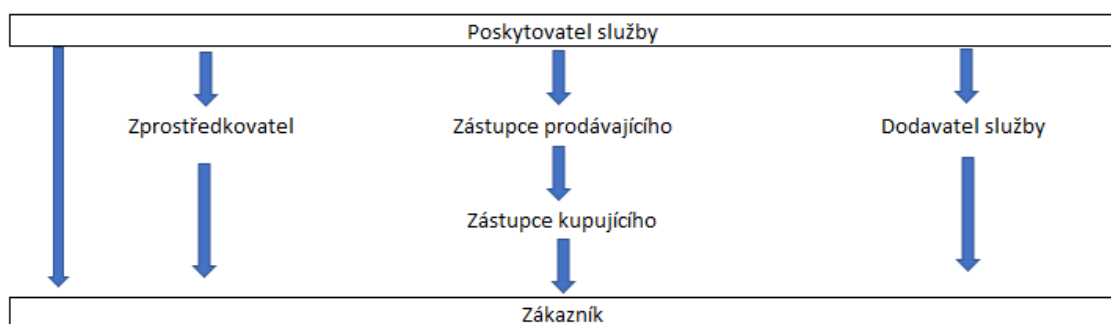 Poskytovatel služby
Zprostředkovatel
Zástupce prodávajícího
Dodavatel služby
Zástupce kupujícího
Zákazník